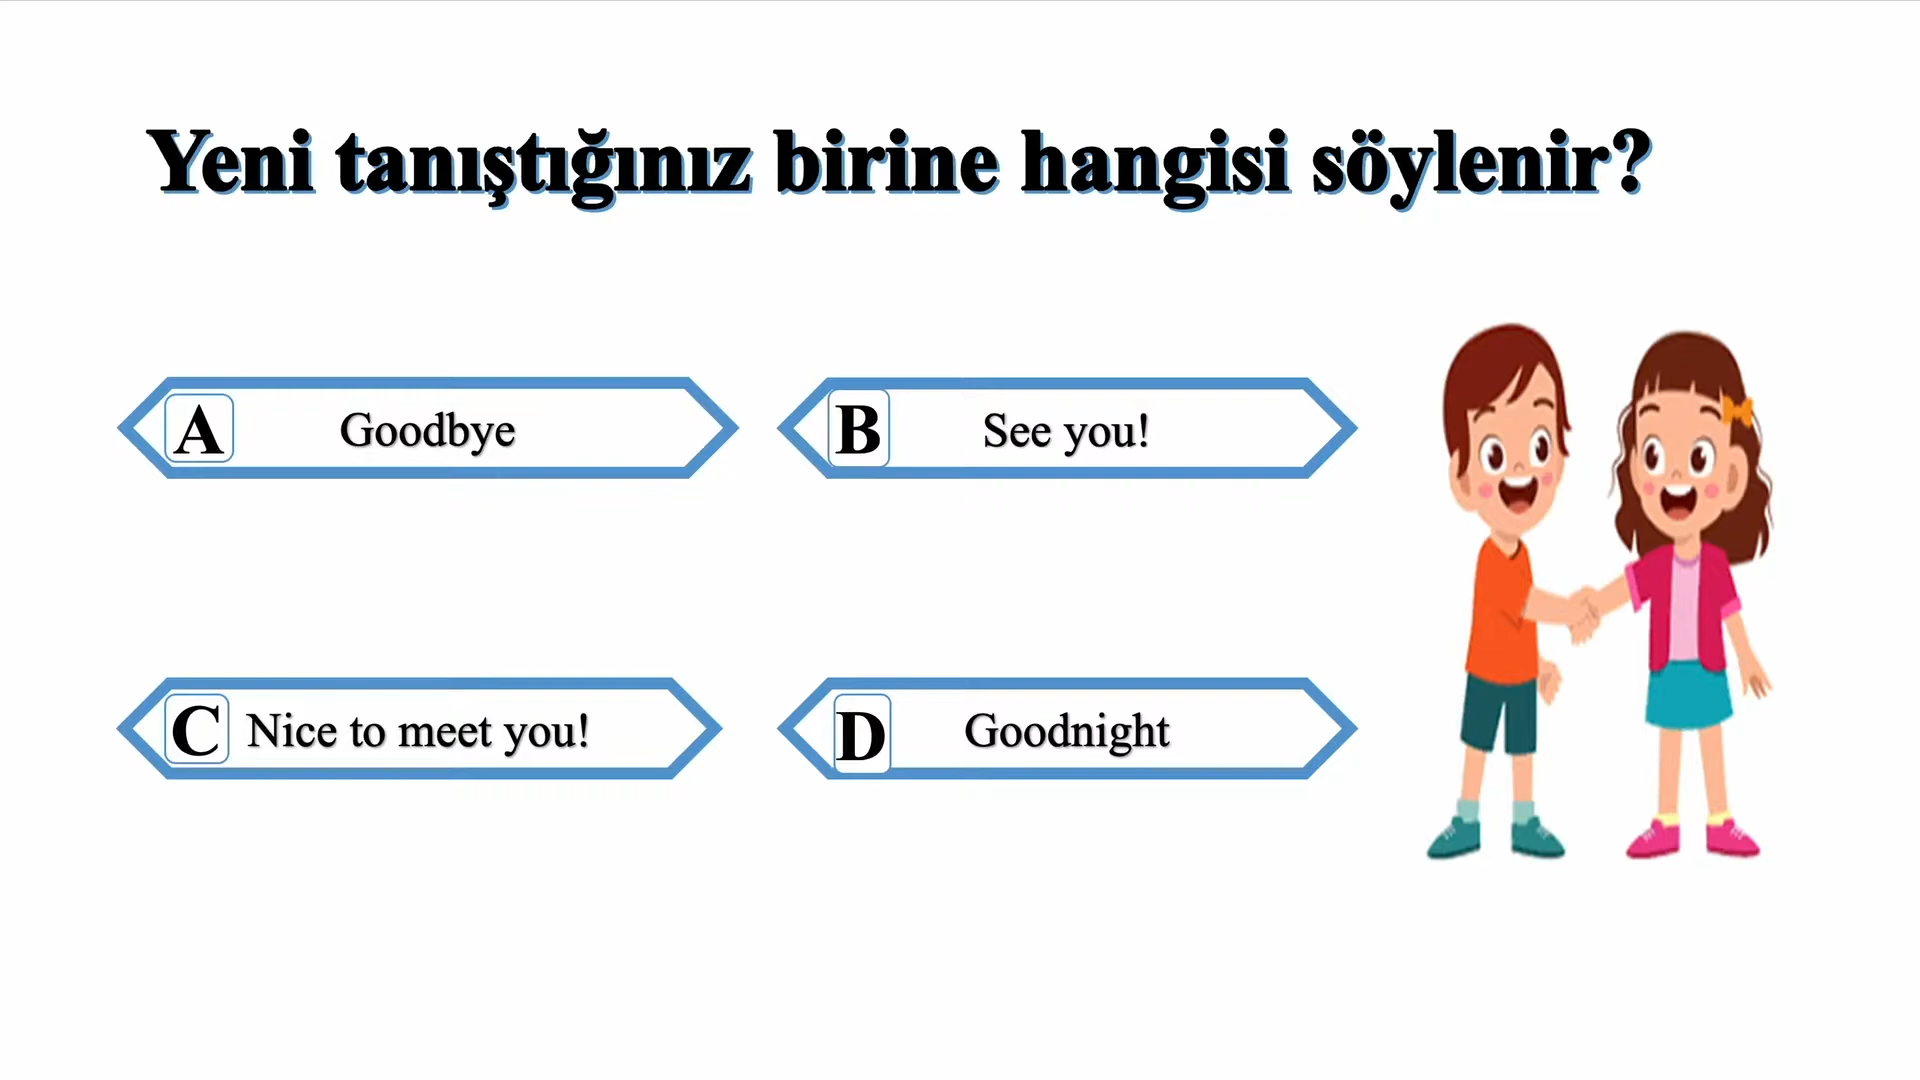 Yeni tanıştığınız birine hangisi söylenir?
A Goodbye
B See you!
C Nice to meet you!
D Goodnight